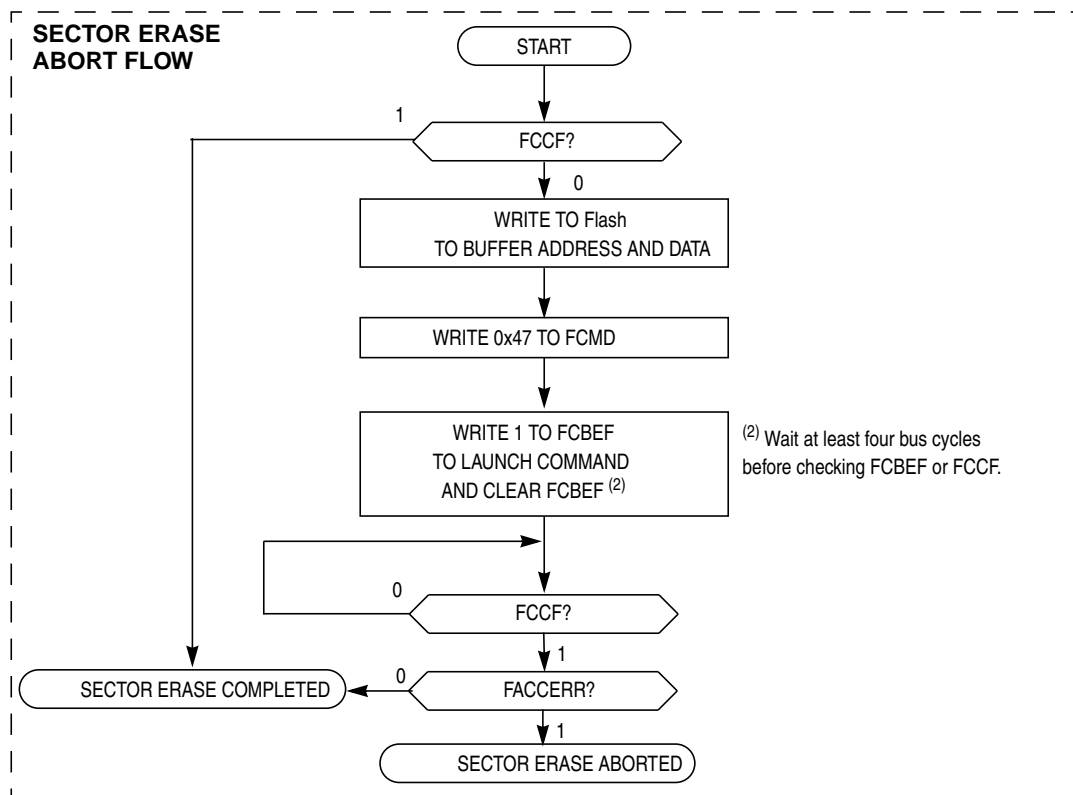 SECTOR ERASE
ABORT FLOW
START
1
FCCF?
0
WRITE TO Flash
TO BUFFER ADDRESS AND DATA
WRITE 0x47 TO FCMD
WRITE 1 TO FCBEF
TO LAUNCH COMMAND
AND CLEAR FCBEF (2)
(2) Wait at least four bus cycles
before checking FCBEF or FCCF.
0
FCCF?
1
SECTOR ERASE COMPLETED
0
FACCERR?
1
SECTOR ERASE ABORTED